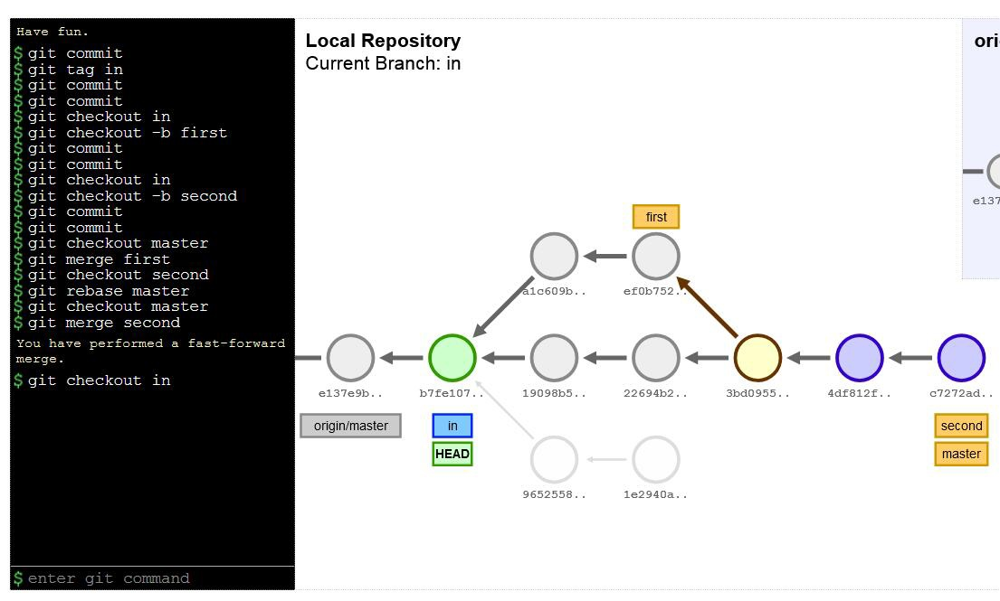 Have fun.
$ git commit
$ git tag in
$ git commit
$ git commit
$ git checkout in
$ git checkout -b first
$ git commit
$ git commit
$ git checkout in
$ git checkout -b second
$ git commit
$ git commit
$ git checkout master
$ git merge first
$ git checkout second
$ git rebase master
$ git checkout master
$ git merge second
You have performed a fast-forward
merge.
$ git checkout in
$ enter git command
Local Repository
Current Branch: in
ori
e137
first
a1c609b..
ef0b752..
e137e9b..
b7fe107..
19098b5..
22694b2..
3bd0955..
4df812f..
c7272ad..
origin/master
in
HEAD
second
master
9652558..
1e2940a..